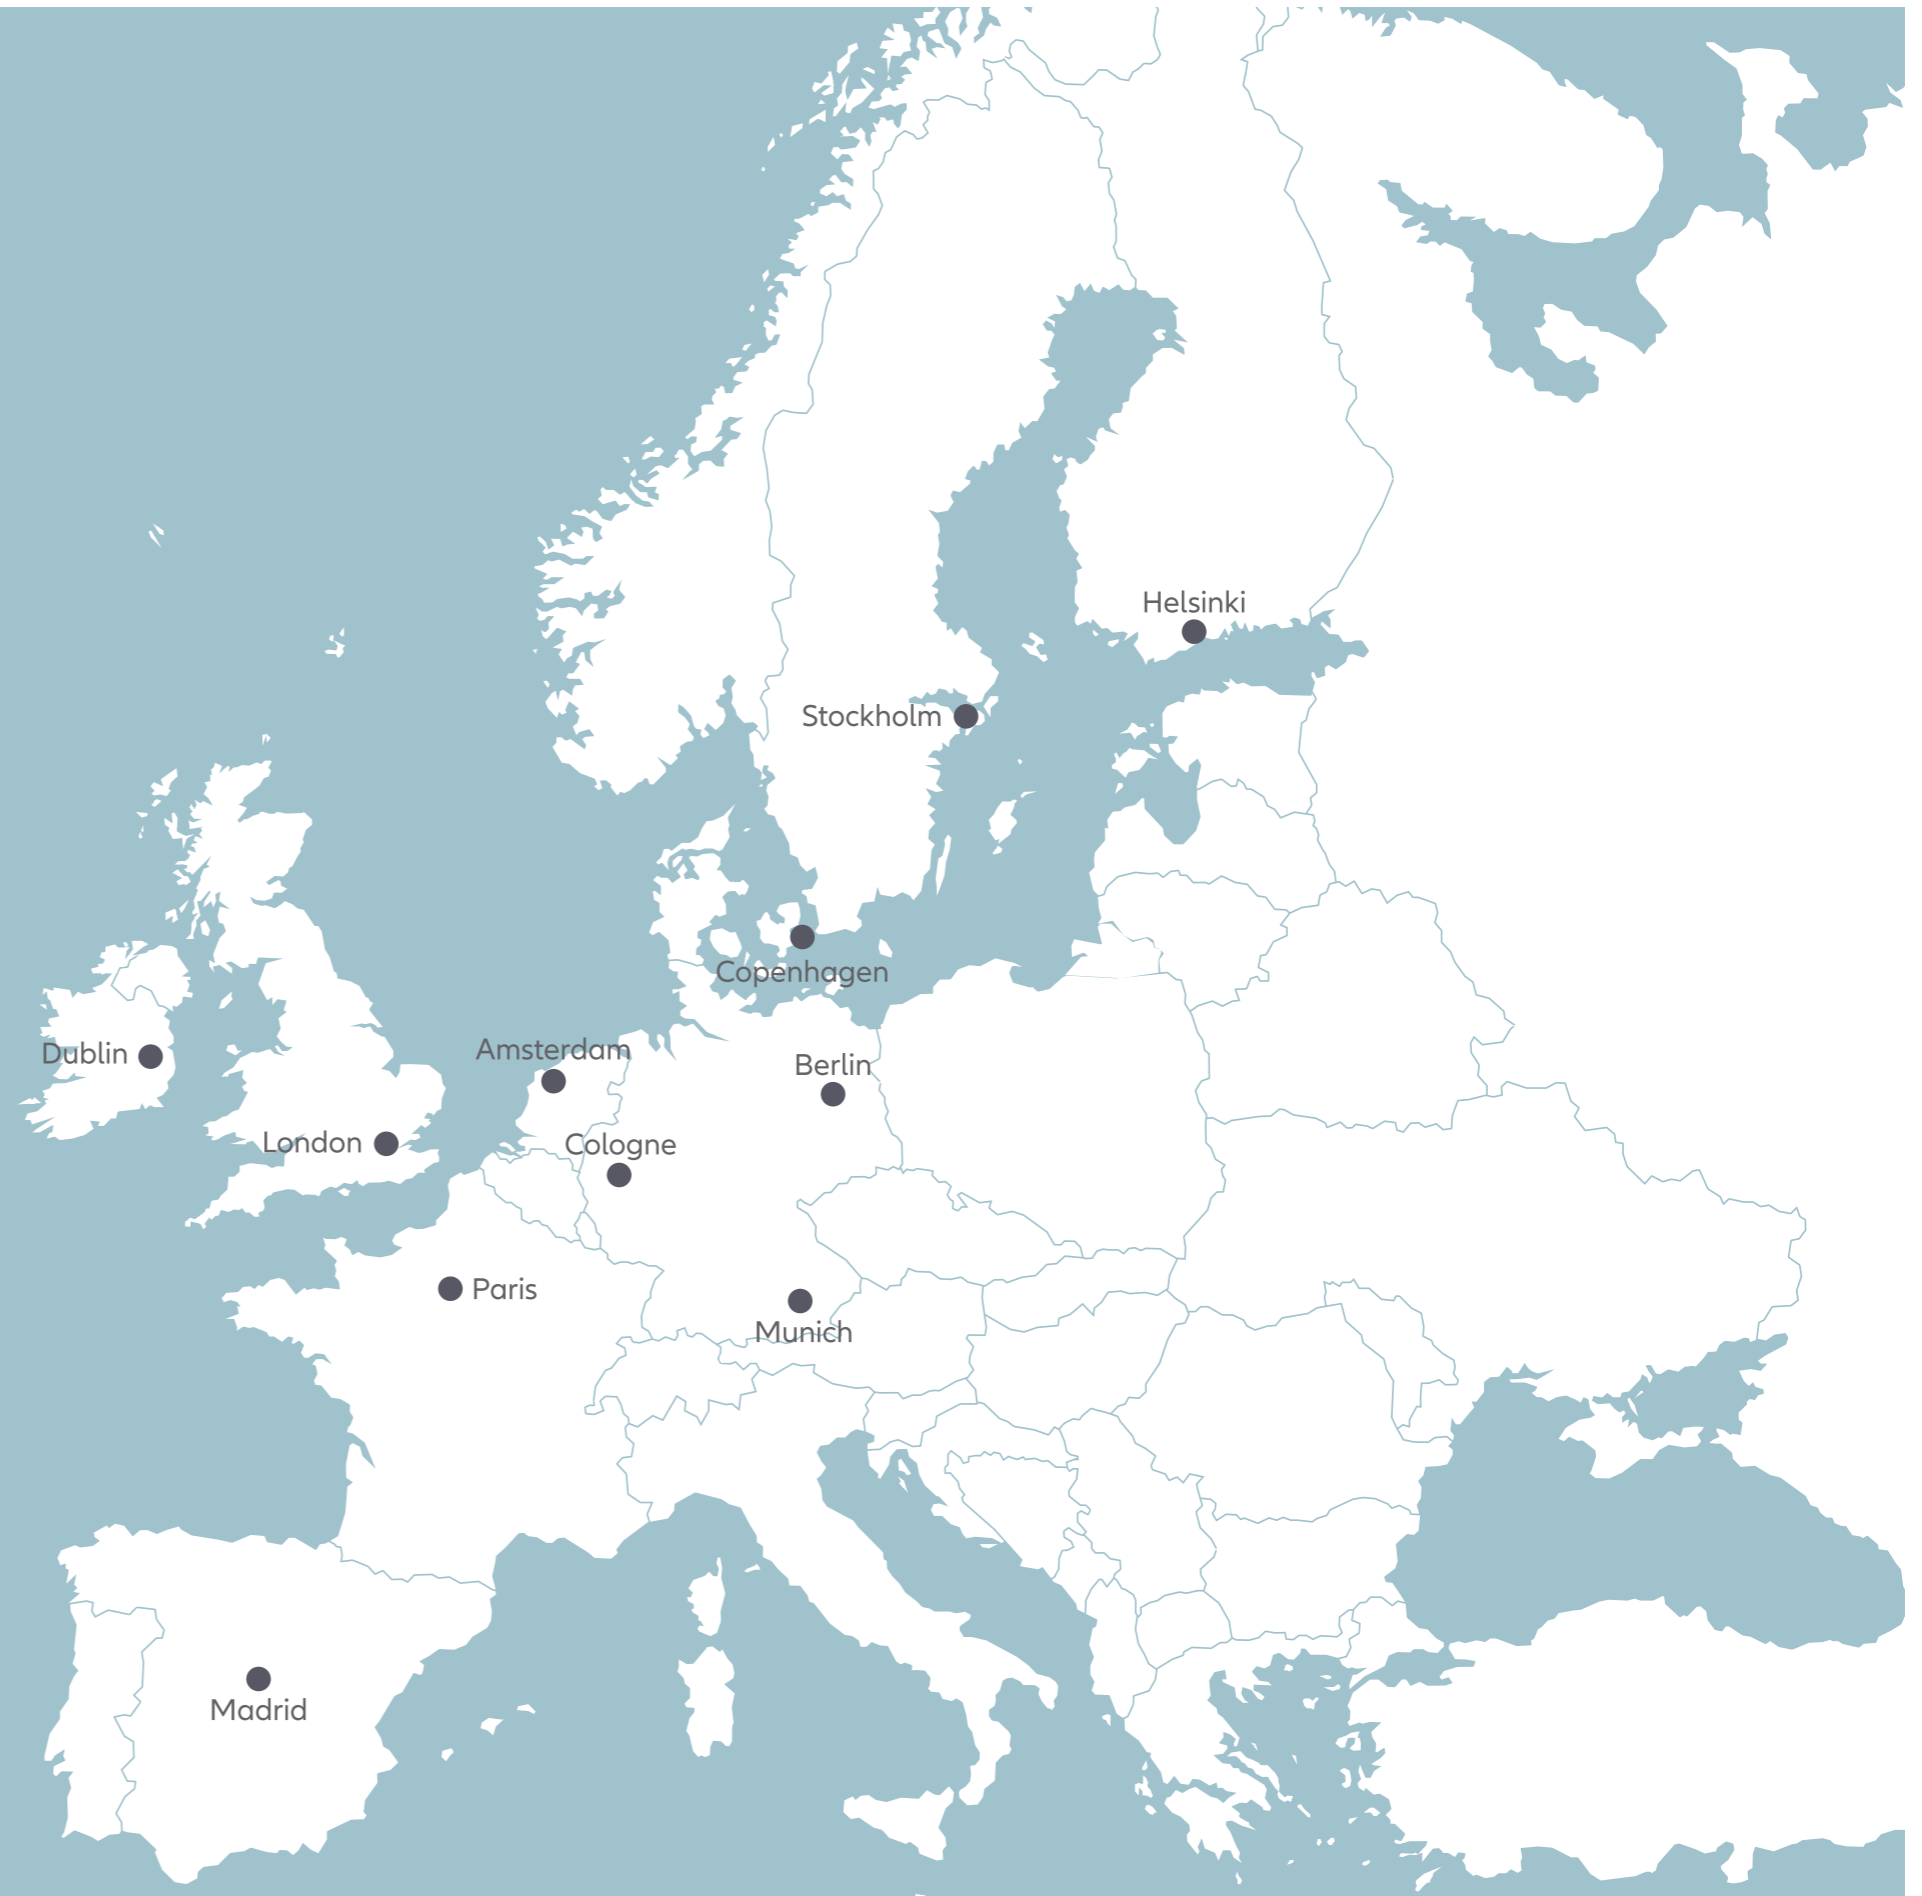 Helsinki
Stockholm
Copenhagen
Dublin
Amsterdam
Berlin
London
Cologne
Paris
Munich
Madrid